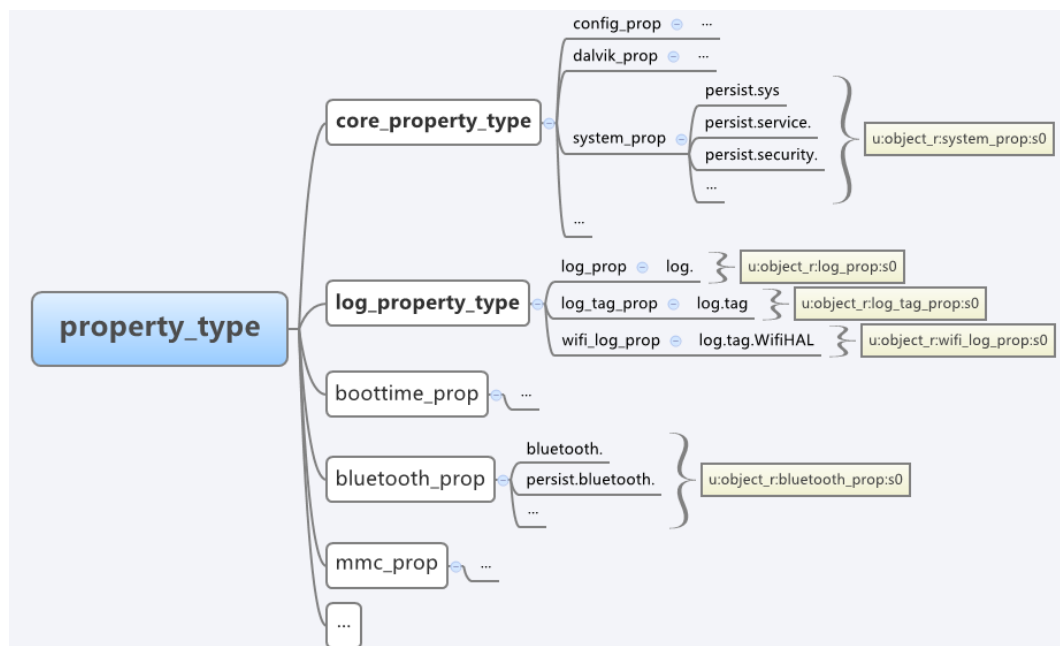 property_type
core_property_type
config_prop ...
dalvik_prop ...
system_prop
persist.sys
persist.service.
persist.security.
...
u:object_r:system_prop:s0
...
log_property_type
log_prop log.
u:object_r:log_prop:s0
log_tag_prop log.tag
u:object_r:log_tag_prop:s0
wifi_log_prop log.tag.WifiHAL
u:object_r:wifi_log_prop:s0
boottime_prop ...
bluetooth_prop
bluetooth.
persist.bluetooth.
...
u:object_r:bluetooth_prop:s0
mmc_prop ...
...